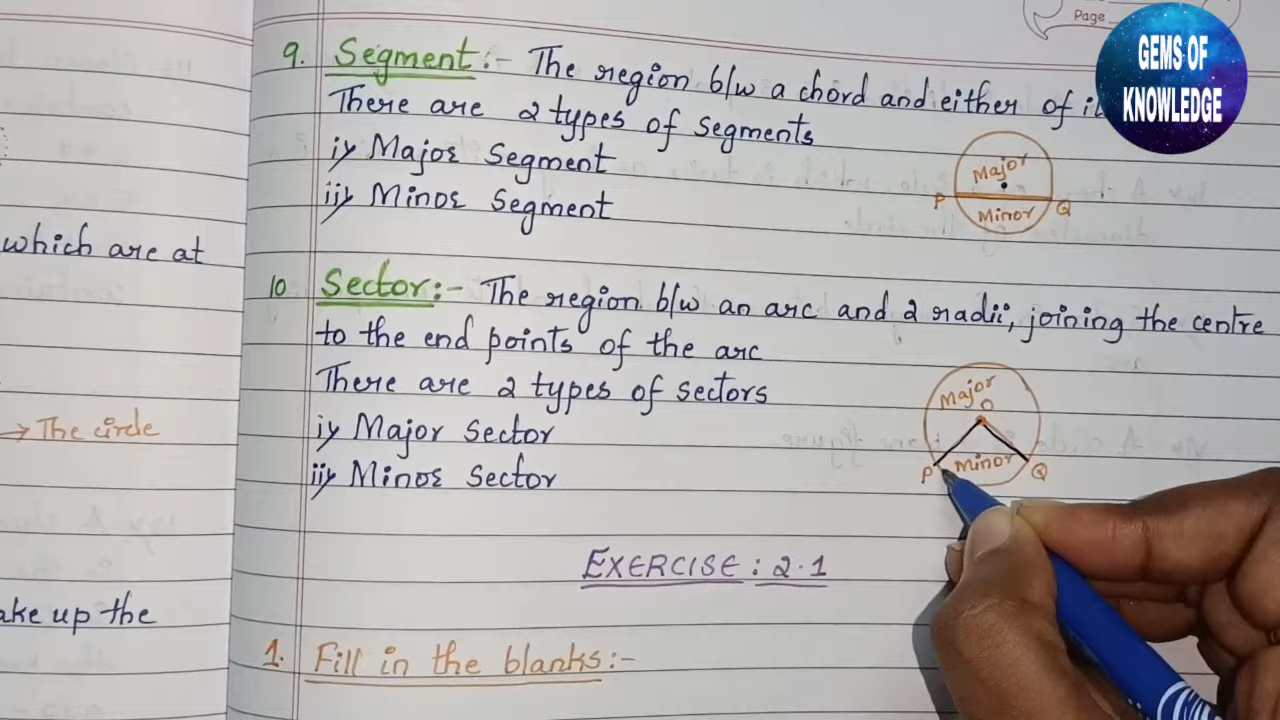 Page
GEMS OF
KNOWLEDGE
9. Segment:- The region b/w a chord and either of
There are 2 types of segments
i) Major Segment
ii) Minor Segment
Major
P Q
Minor
which are at
10 Sector:- The region b/w an arc and 2 radii, joining the centre
to the end points of the arc
There are 2 types of sectors
i) Major Sector
ii) Minor Sector
Major
O
Minor
P Q
→ The circle
EXERCISE: 2.1
ake up the
1. Fill in the blanks:-